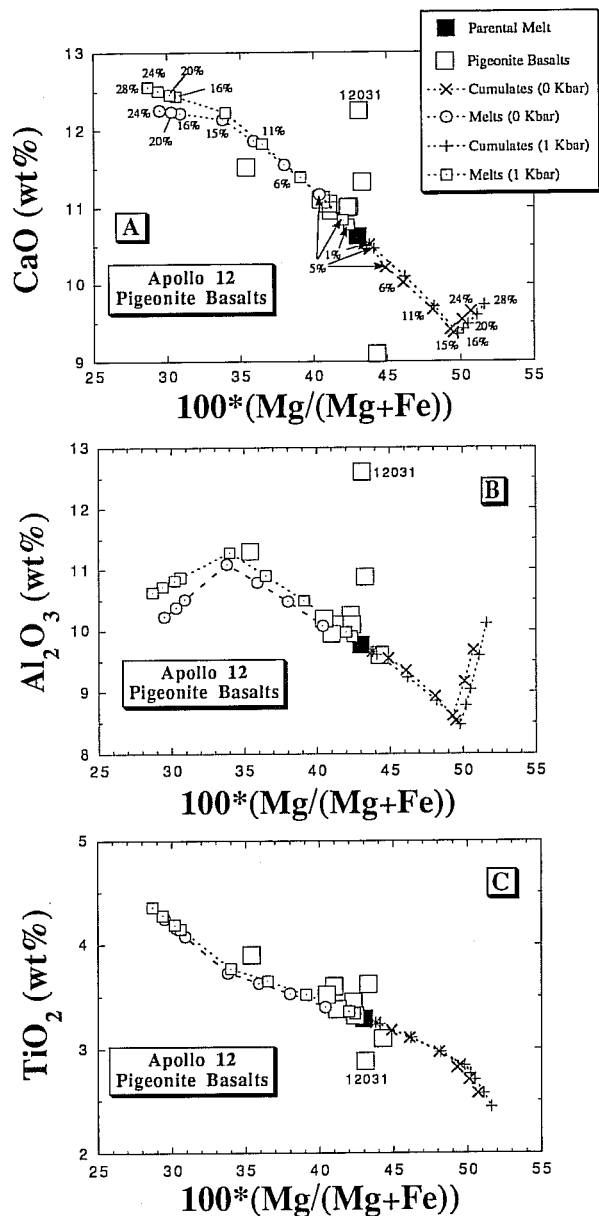 Parental Melt
Pigeonite Basalts
Cumulates (0 Kbar)
Melts (0 Kbar)
Cumulates (1 Kbar)
Melts (1 Kbar)
13
12
11
10
9
CaO (wt%)
28%
24%
20%
16%
24%
20%
16%
15%
11%
6%
12031
1%
5%
6%
11%
15%
24%
28%
20%
16%
A
Apollo 12
Pigeonite Basalts
25 30 35 40 45 50 55
100*(Mg/(Mg+Fe))
13
12
11
10
9
8
Al2O3 (wt%)
12031
B
Apollo 12
Pigeonite Basalts
25 30 35 40 45 50 55
100*(Mg/(Mg+Fe))
5
4
3
2
TiO2 (wt%)
C
12031
Apollo 12
Pigeonite Basalts
25 30 35 40 45 50 55
100*(Mg/(Mg+Fe))